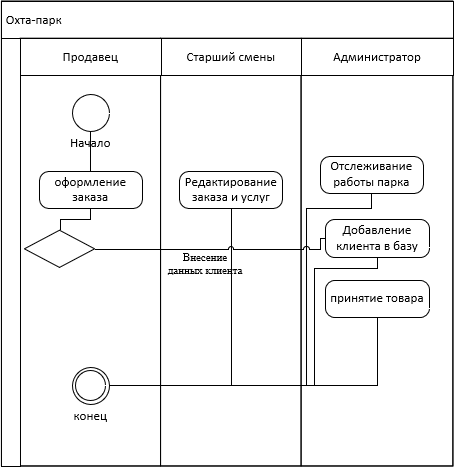 Охта-парк
Продавец
Старший смены
Администратор
Начало
оформление
заказа
Редактирование
заказа и услуг
Отслеживание
работы парка
Добавление
клиента в базу
Внесение
данных клиента
принятие товара
конец